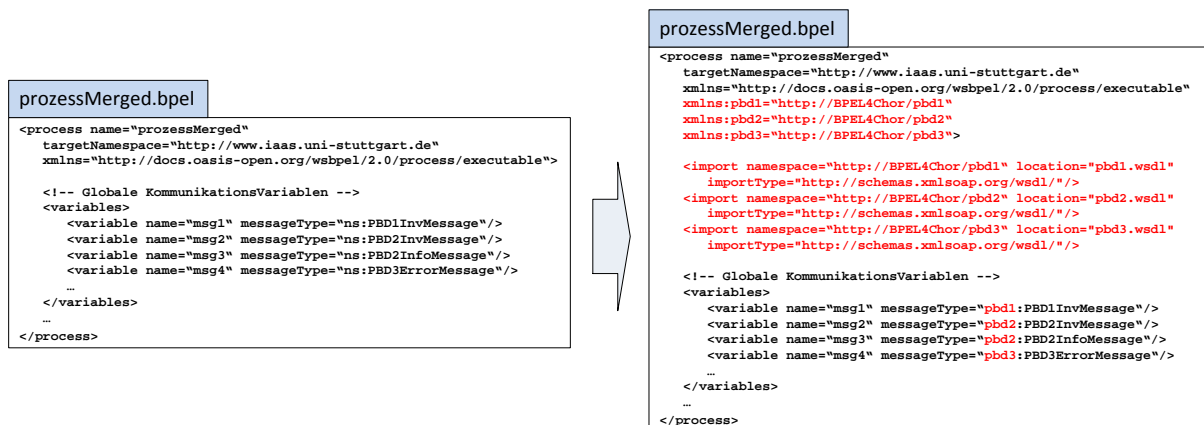 prozessMerged.bpel
<process name=“prozessMerged“
targetNamespace=“http://www.iaas.uni-stuttgart.de“
xmlns=“http://docs.oasis-open.org/wsbpel/2.0/process/executable“>
<!-- Globale KommunikationsVariablen -->
<variables>
<variable name=“msg1“ messageType=“ns:PBD1InvMessage“/>
<variable name=“msg2“ messageType=“ns:PBD2InvMessage“/>
<variable name=“msg3“ messageType=“ns:PBD2InfoMessage“/>
<variable name=“msg4“ messageType=“ns:PBD3ErrorMessage“/>
…
</variables>
…
</process>
prozessMerged.bpel
<process name=“prozessMerged“
targetNamespace=“http://www.iaas.uni-stuttgart.de“
xmlns=“http://docs.oasis-open.org/wsbpel/2.0/process/executable“
xmlns:pbd1=“http://BPEL4Chor/pbd1“
xmlns:pbd2=“http://BPEL4Chor/pbd2“
xmlns:pbd3=“http://BPEL4Chor/pbd3“>
<import namespace=“http://BPEL4Chor/pbd1“ location="pbd1.wsdl"
importType="http://schemas.xmlsoap.org/wsdl/"/>
<import namespace=“http://BPEL4Chor/pbd2“ location="pbd2.wsdl"
importType="http://schemas.xmlsoap.org/wsdl/"/>
<import namespace=“http://BPEL4Chor/pbd3“ location="pbd3.wsdl"
importType="http://schemas.xmlsoap.org/wsdl/"/>
<!-- Globale KommunikationsVariablen -->
<variables>
<variable name=“msg1“ messageType=“pbd1:PBD1InvMessage“/>
<variable name=“msg2“ messageType=“pbd2:PBD2InvMessage“/>
<variable name=“msg3“ messageType=“pbd2:PBD2InfoMessage“/>
<variable name=“msg4“ messageType=“pbd3:PBD3ErrorMessage“/>
…
</variables>
…
</process>